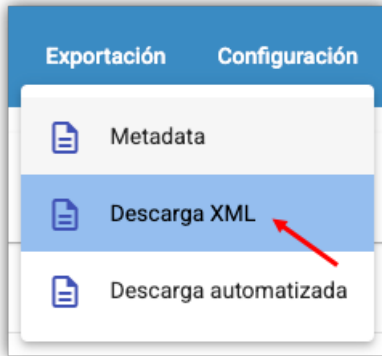 Exportación Configuración
Metadata
Descarga XML
Descarga automatizada